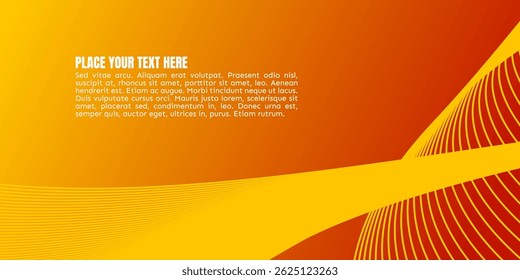 PLACE YOUR TEXT HERE
Sed vitae arcu. Aliquam erat volutpat. Praesent odio nisl,
suscipit at, rhoncus sit amet, porttitor sit amet, leo. Aenean
hendrerit est. Etiam ac augue. Morbi tincidunt neque ut lacus.
Duis vulputate cursus orci. Mauris justo lorem, scelerisque sit
amet, placerat sed, condimentum in, leo. Donec urna est,
semper quis, auctor eget, ultrices in, purus. Etiam rutrum.
shutterstock
IMAGE ID: 2625123263
www.shutterstock.com